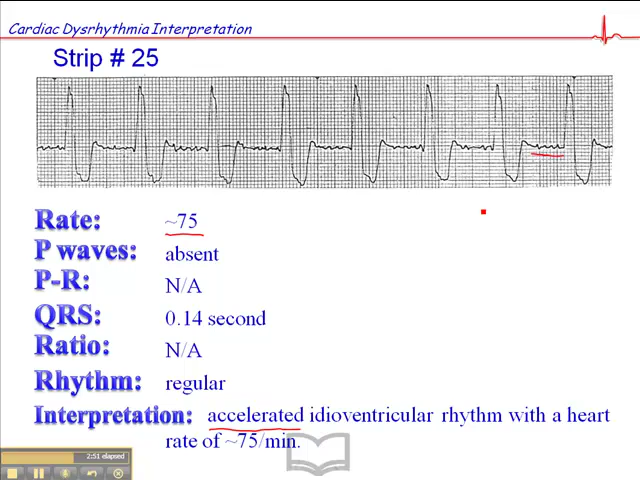 Cardiac Dysrhythmia Interpretation
Strip # 25
Rate: ~75
P waves: absent
P-R: N/A
QRS: 0.14 second
Ratio: N/A
Rhythm: regular
Interpretation: accelerated idioventricular rhythm with a heart
rate of ~75/min.
2:51 elapsed